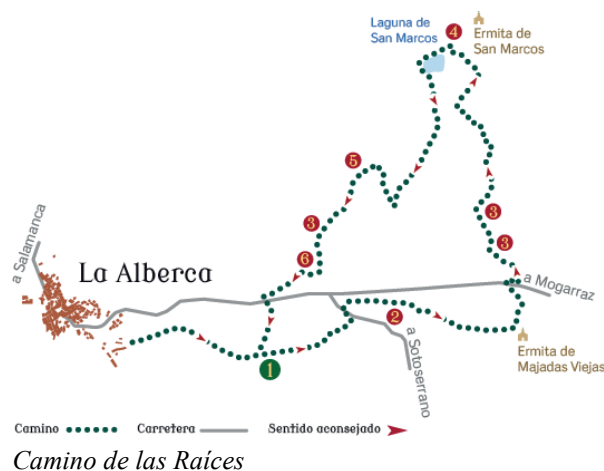 Laguna de
San Marcos
4
Ermita de
San Marcos
5
3
3
6
3
a Salamanca
La Alberca
a Mogarraz
2
a Sotoserrano
1
Ermita de
Majadas Viejas
Camino
Carretera
Sentido aconsejado
Camino de las Raíces